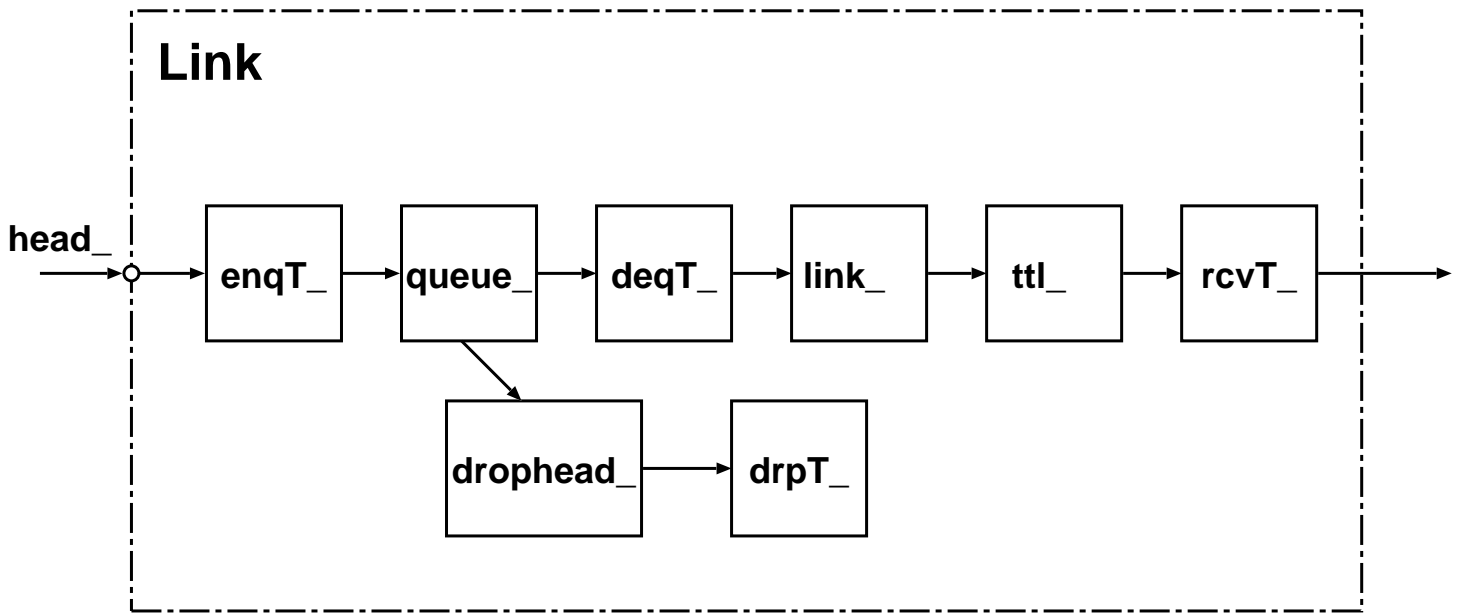 Link
head_
enqT_
queue_
deqT_
link_
ttl_
rcvT_
drophead_
drpT_